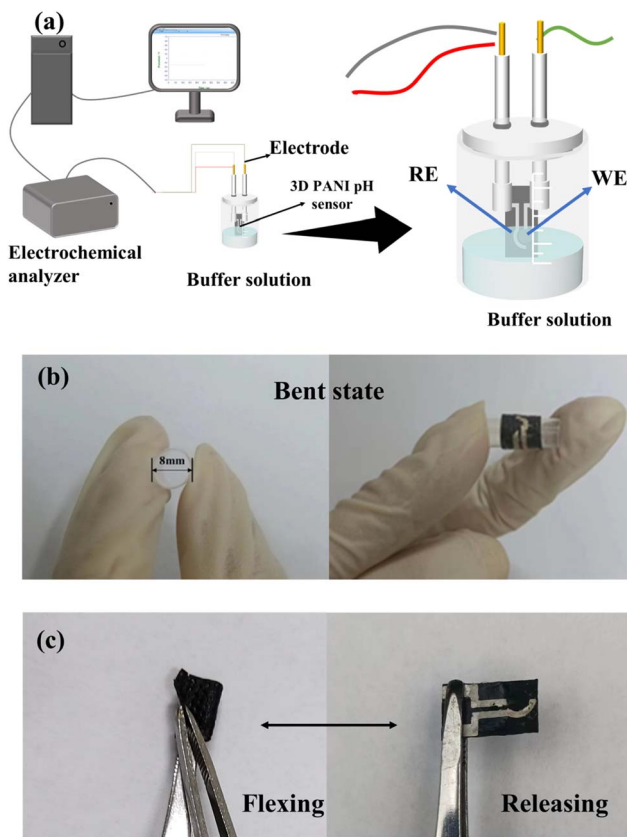 (a)
Electrode
3D PANI pH
sensor
Electrochemical
analyzer
Buffer solution
RE
WE
Buffer solution
(b)
Bent state
8mm
(c)
Flexing
Releasing